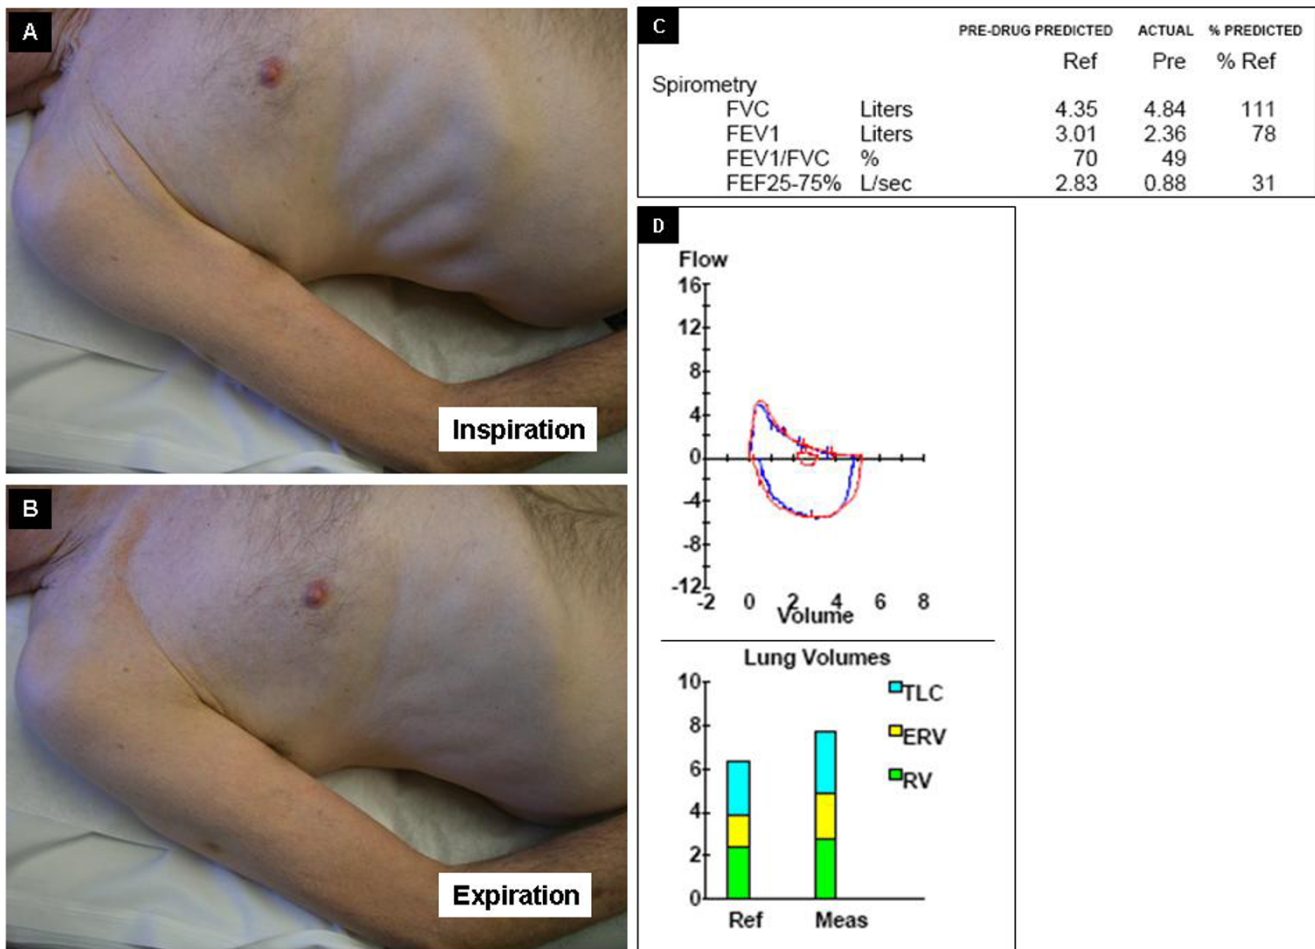 A
Inspiration
B
Expiration
C
PRE-DRUG PREDICTED ACTUAL % PREDICTED
Ref Pre % Ref
Spirometry
FVC Liters 4.35 4.84 111
FEV1 Liters 3.01 2.36 78
FEV1/FVC % 70 49
FEF25-75% L/sec 2.83 0.88 31
D
Flow
16
12
8
4
0
-4
-8
-12
-2 0 2 4 6 8
Volume
Lung Volumes
10
8
6
4
2
0
TLC
ERV
RV
Ref Meas